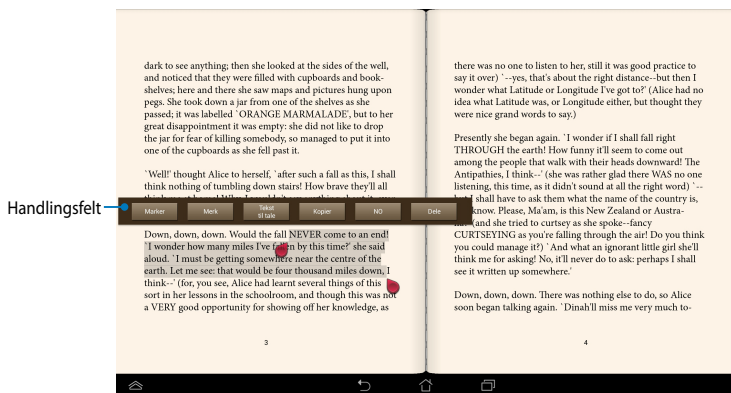 dark to see anything; then she looked at the sides of the well,
and noticed that they were filled with cupboards and book-
shelves; here and there she saw maps and pictures hung upon
pegs. She took down a jar from one of the shelves as she
passed; it was labelled `ORANGE MARMALADE', but to her
great disappointment it was empty: she did not like to drop
the jar for fear of killing somebody, so managed to put it into
one of the cupboards as she fell past it.
`Well!' thought Alice to herself, `after such a fall as this, I shall
think nothing of tumbling down stairs! How brave they'll all
Handlingsfelt
Marker
Merk
Tekst
til tale
Kopier
NO
Dele
Down, down, down. Would the fall NEVER come to an end!
`I wonder how many miles I've fallen by this time?' she said
aloud. `I must be getting somewhere near the centre of the
earth. Let me see: that would be four thousand miles down, I
think--' (for, you see, Alice had learnt several things of this
sort in her lessons in the schoolroom, and though this was not
a VERY good opportunity for showing off her knowledge, as
3
there was no one to listen to her, still it was good practice to
say it over) `--yes, that's about the right distance--but then I
wonder what Latitude or Longitude I've got to?' (Alice had no
idea what Latitude was, or Longitude either, but thought they
were nice grand words to say.)
Presently she began again. `I wonder if I shall fall right
THROUGH the earth! How funny it'll seem to come out
among the people that walk with their heads downward! The
Antipathies, I think--' (she was rather glad there WAS no one
listening, this time, as it didn't sound at all the right word) `--
I shall have to ask them what the name of the country is,
know. Please, Ma'am, is this New Zealand or Austra-
(and she tried to curtsey as she spoke--fancy
CURTSEYING as you're falling through the air! Do you think
you could manage it?) `And what an ignorant little girl she'll
think me for asking! No, it'll never do to ask: perhaps I shall
see it written up somewhere.'
Down, down, down. There was nothing else to do, so Alice
soon began talking again. `Dinah'll miss me very much to-
4